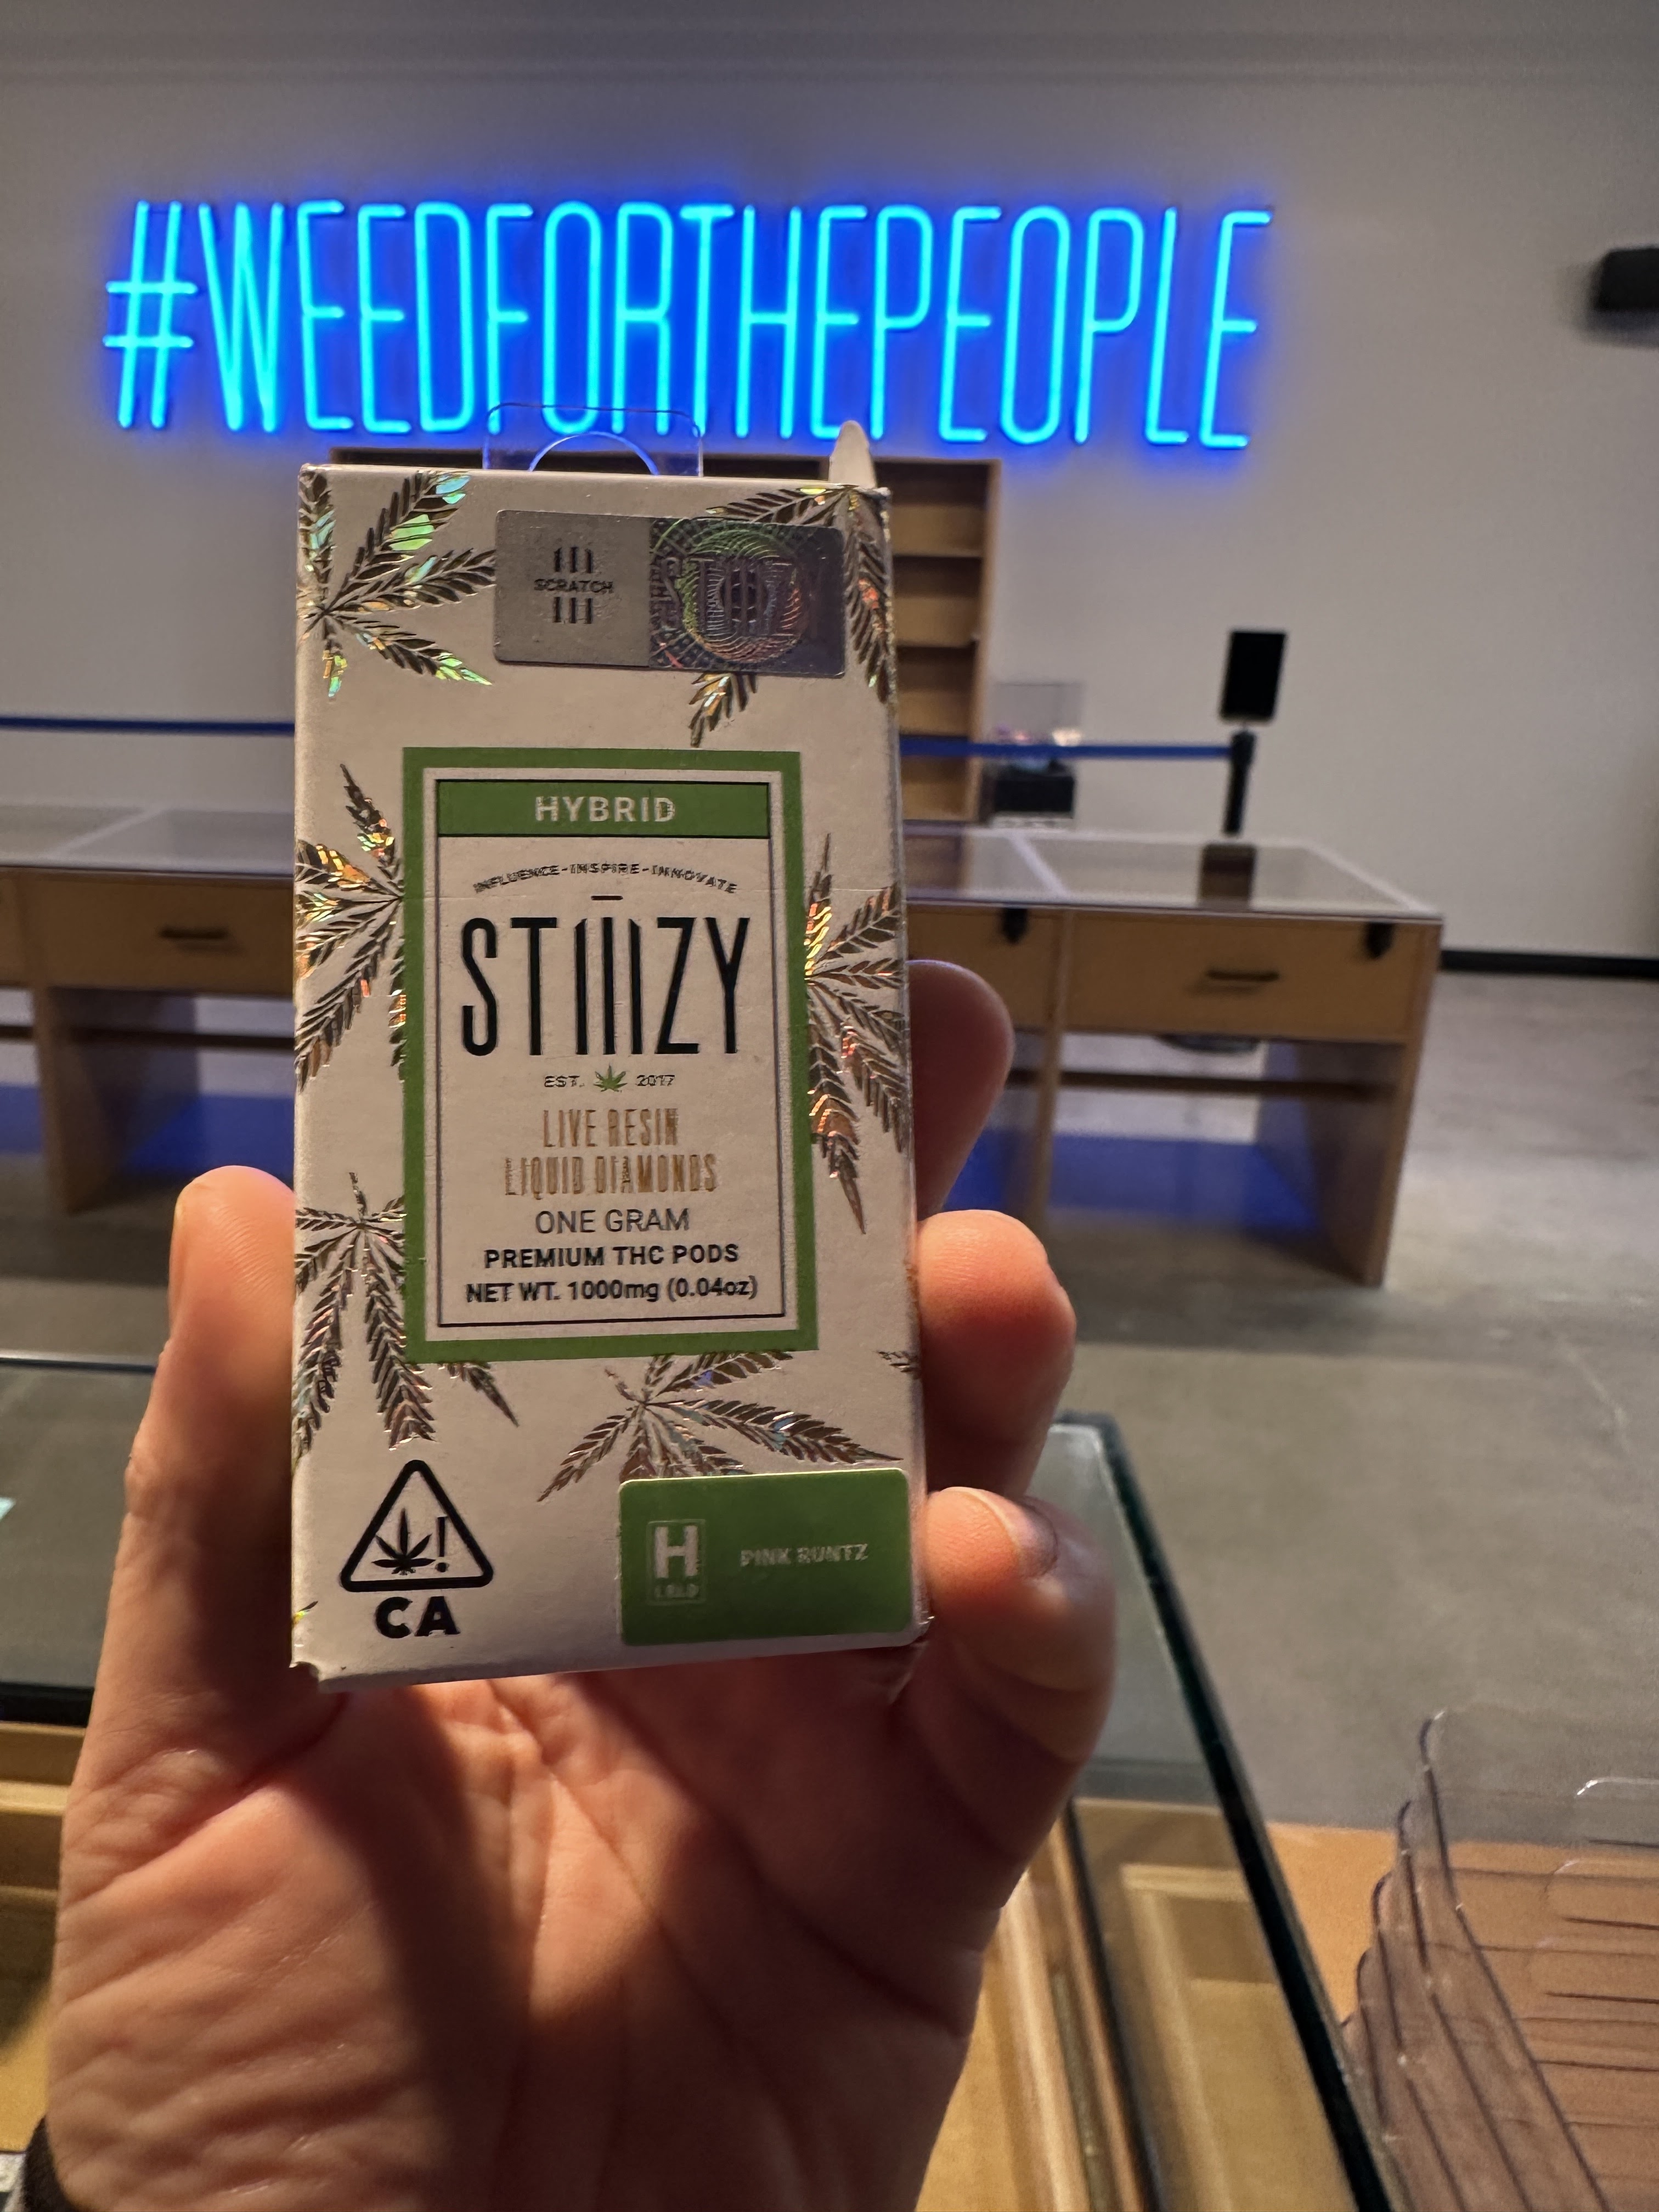 #WEEDFORTHEPEOPLE
SCRATCH
STIIIZY
HYBRID
INFLUENCE-INSPIRE-INNOVATE
STIIIZY
EST. 2017
LIVE RESIN
LIQUID DIAMONDS
ONE GRAM
PREMIUM THC PODS
NET WT. 1000mg (0.04oz)
CA
H
PINK RUNTZ